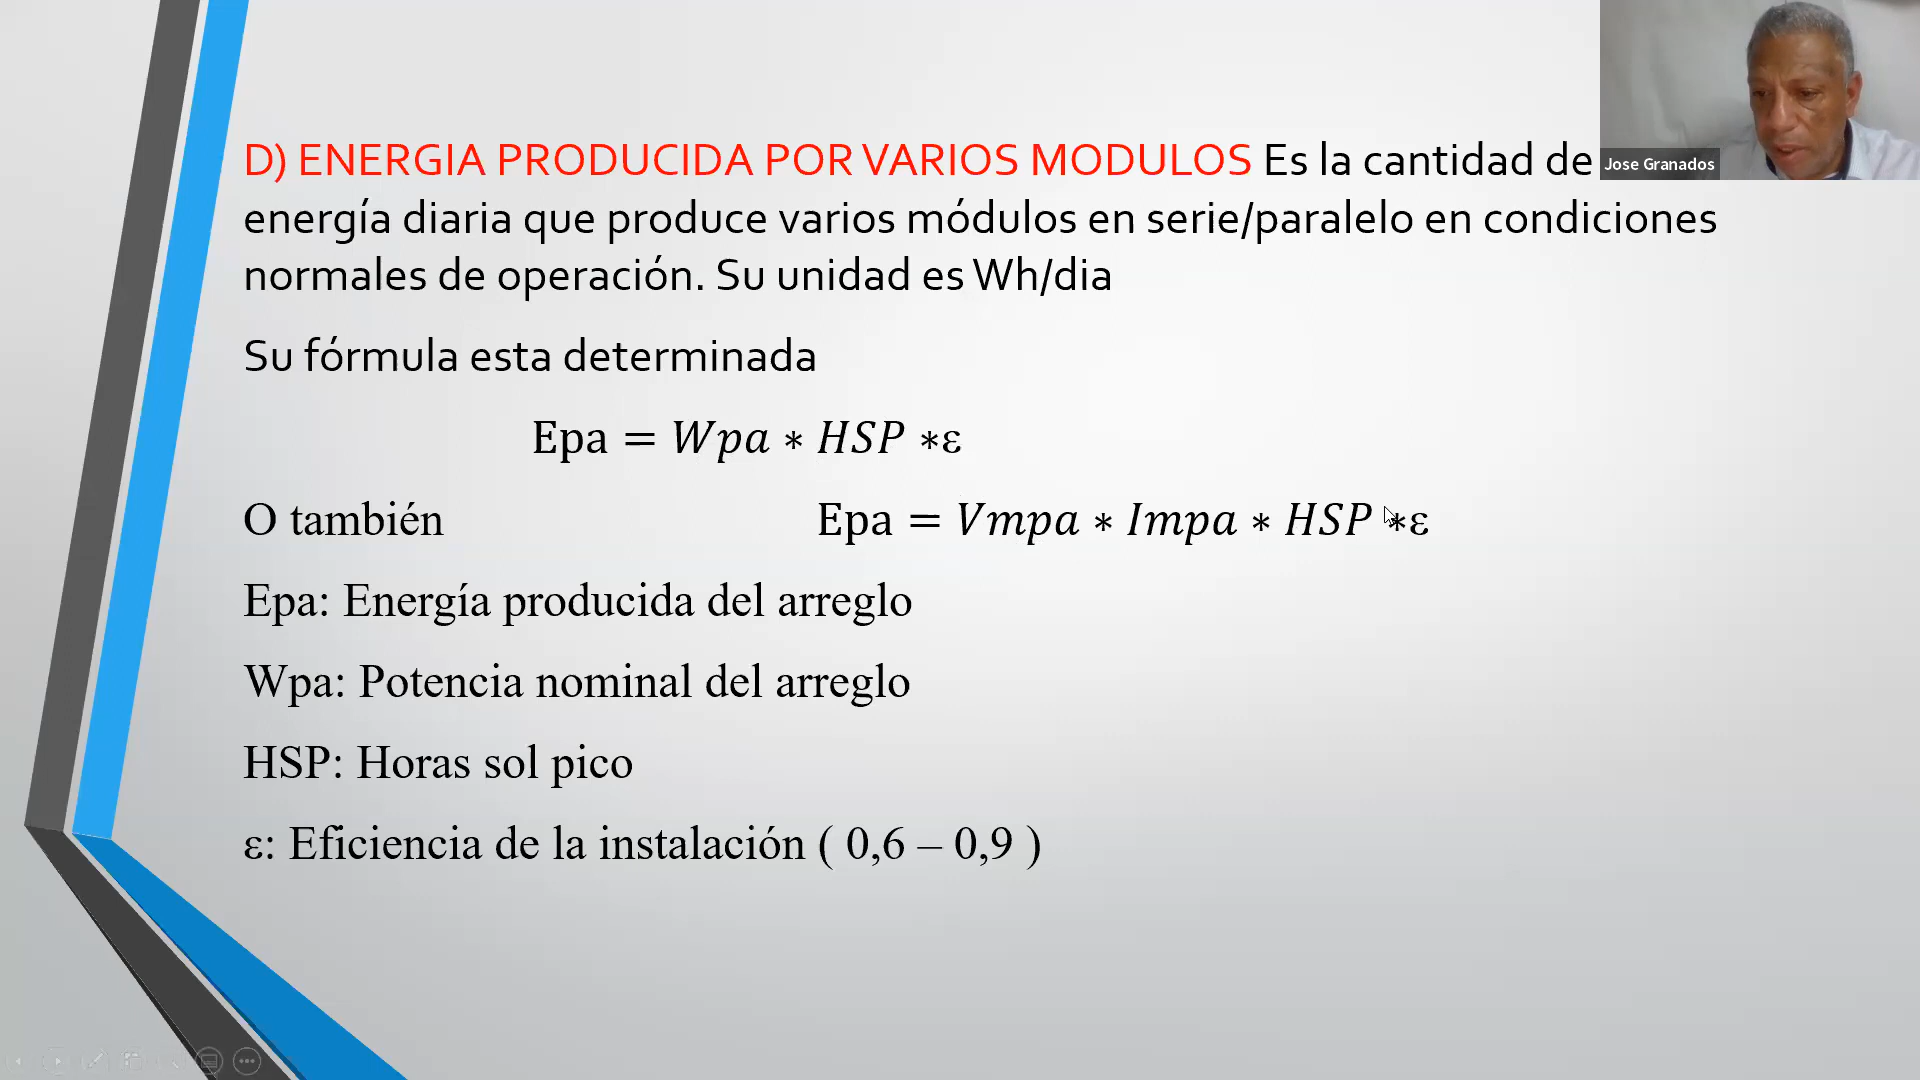 D) ENERGIA PRODUCIDA POR VARIOS MODULOS Es la cantidad de
energía diaria que produce varios módulos en serie/paralelo en condiciones
normales de operación. Su unidad es Wh/dia
Su fórmula esta determinada
Epa = Wpa ∗ HSP ∗ε
O también Epa = Vmpa ∗ Impa ∗ HSP ∗ε
Epa: Energía producida del arreglo
Wpa: Potencia nominal del arreglo
HSP: Horas sol pico
ε: Eficiencia de la instalación ( 0,6 – 0,9 )
Jose Granados